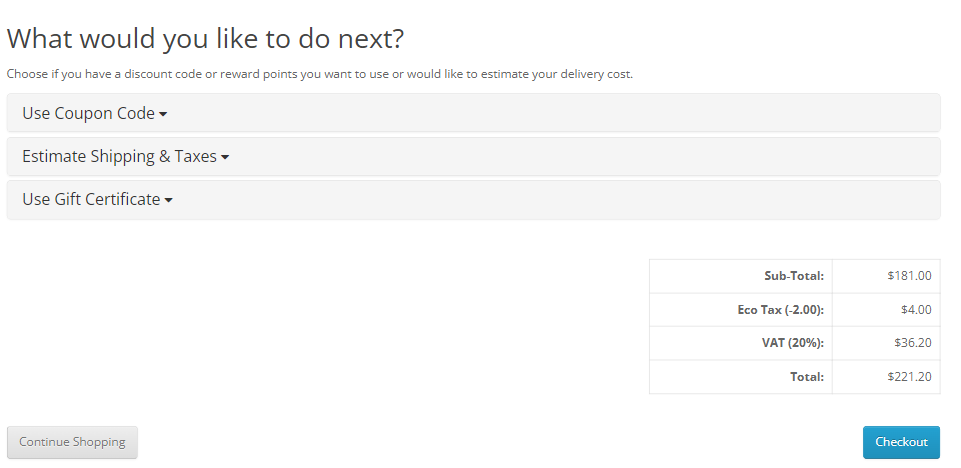 What would you like to do next?
Choose if you have a discount code or reward points you want to use or would like to estimate your delivery cost.
Use Coupon Code
Estimate Shipping & Taxes
Use Gift Certificate
Sub-Total: $181.00
Eco Tax (-2.00): $4.00
VAT (20%): $36.20
Total: $221.20
Continue Shopping Checkout